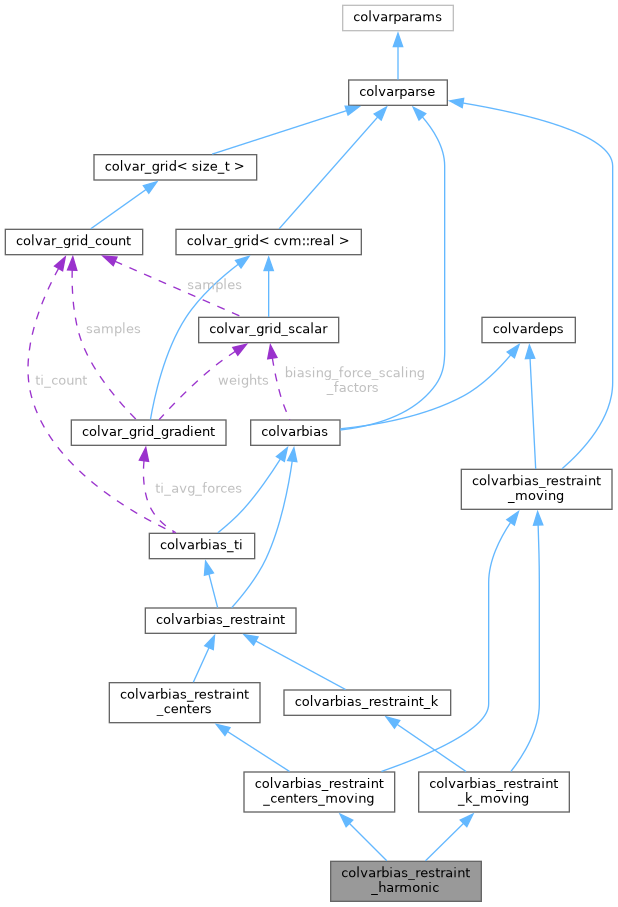 colvarparams
colvarparse
colvar_grid< size_t >
colvar_grid_count
colvar_grid< cvm::real >
samples
colvar_grid_scalar
colvardeps
samples
ti_count
weights
biasing_force_scaling
_factors
colvar_grid_gradient
colvarbias
colvarbias_restraint
_moving
ti_avg_forces
colvarbias_ti
colvarbias_restraint
colvarbias_restraint
_centers
colvarbias_restraint_k
colvarbias_restraint
_centers_moving
colvarbias_restraint
_k_moving
colvarbias_restraint
_harmonic